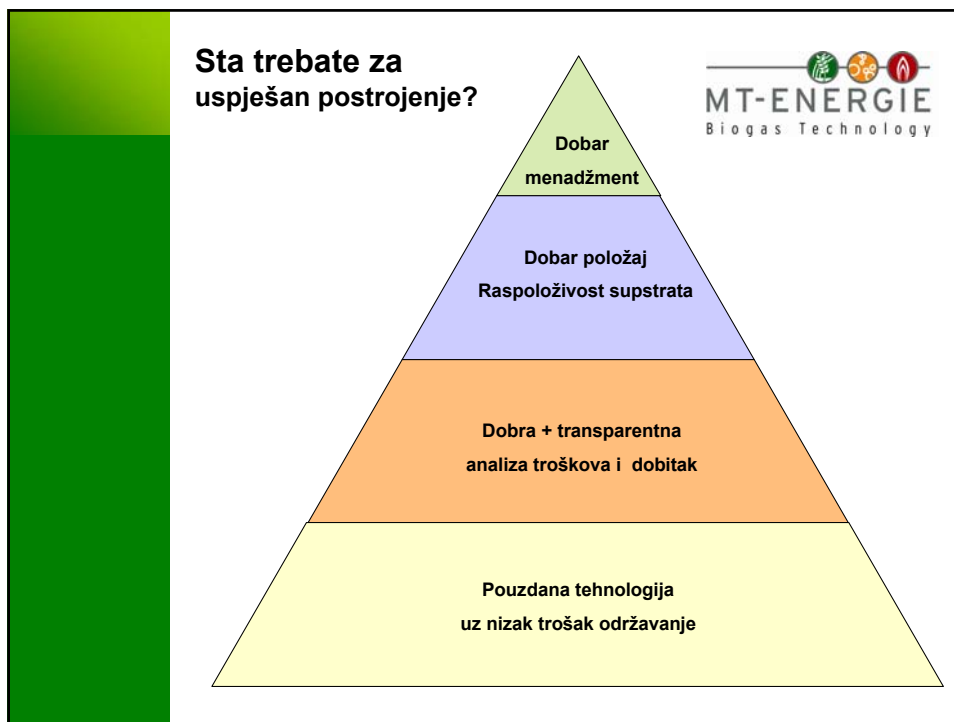 Sta trebate za
uspješan postrojenje?
MT-ENERGIE
Biogas Technology
Dobar
menadžment
Dobar položaj
Raspoloživost supstrata
Dobra + transparentna
analiza troškova i  dobitak
Pouzdana tehnologija
uz nizak trošak održavanje